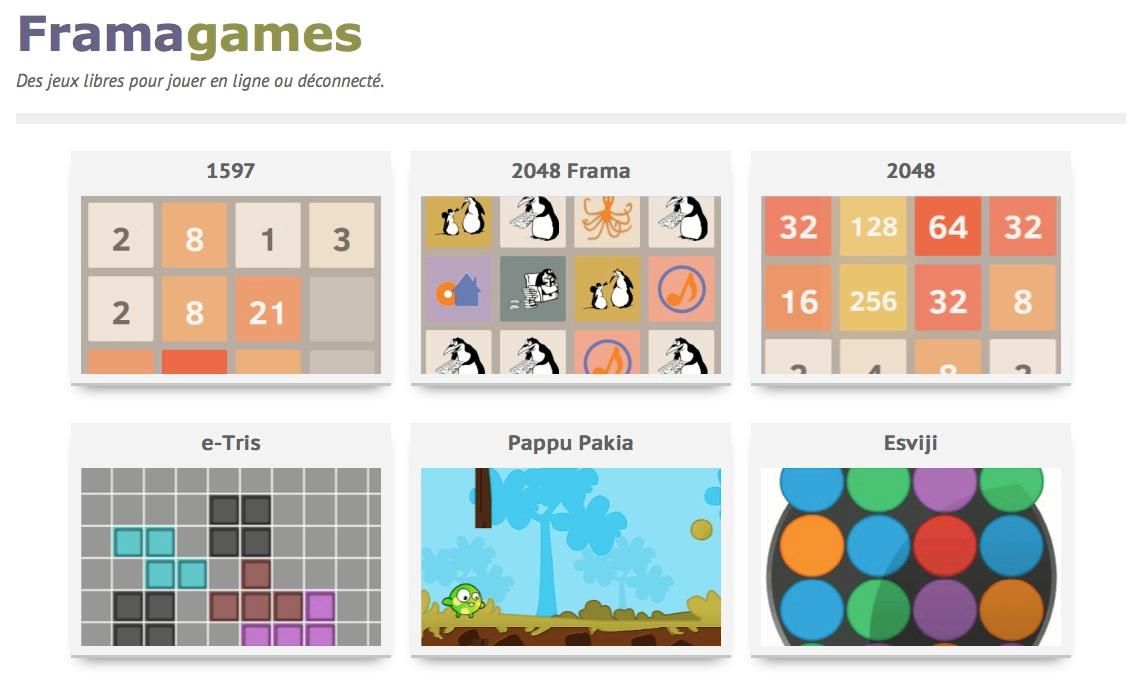 Framagames
Des jeux libres pour jouer en ligne ou déconnecté.
1597
2048 Frama
2048
2 8 1 3
2 8 21
32 128 64 32
16 256 32 8
e-Tris
Pappu Pakia
Esviji